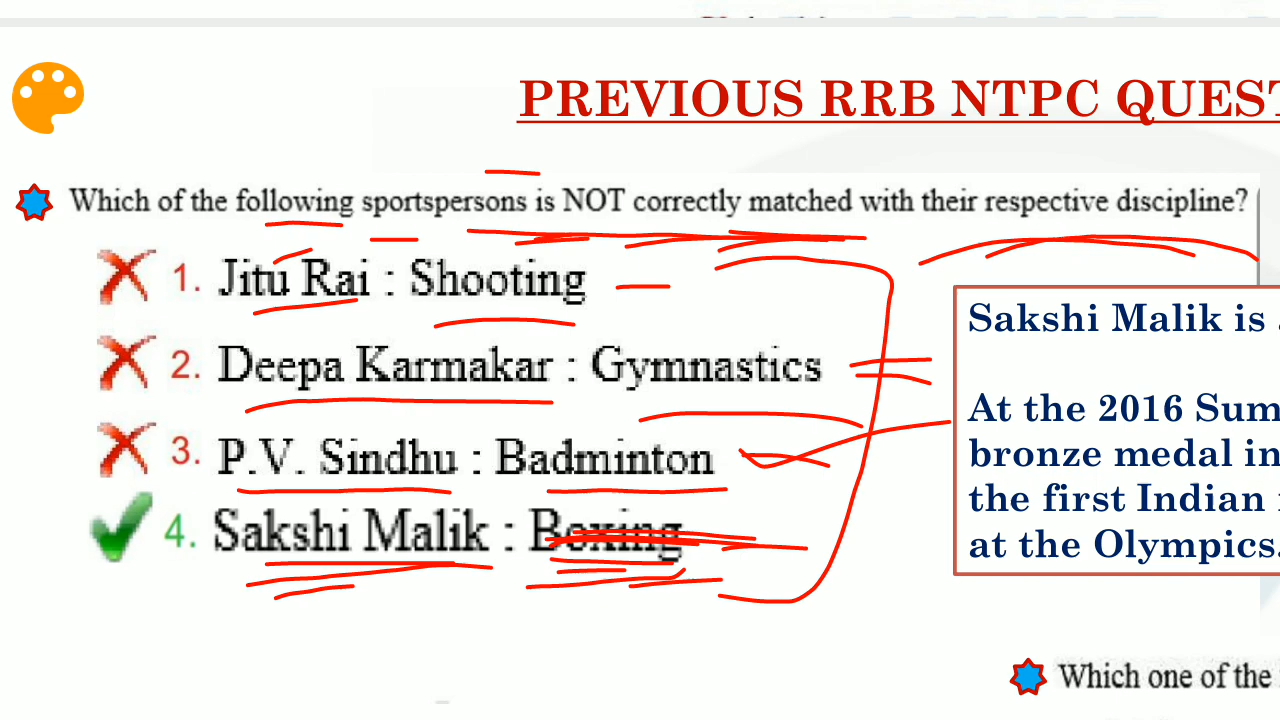 PREVIOUS RRB NTPC QUEST
Which of the following sportspersons is NOT correctly matched with their respective discipline?
1. Jitu Rai : Shooting
2. Deepa Karmakar : Gymnastics
3. P.V. Sindhu : Badminton
4. Sakshi Malik : Boxing
Sakshi Malik is
At the 2016 Sum
bronze medal in
the first Indian
at the Olympics.
Which one of the